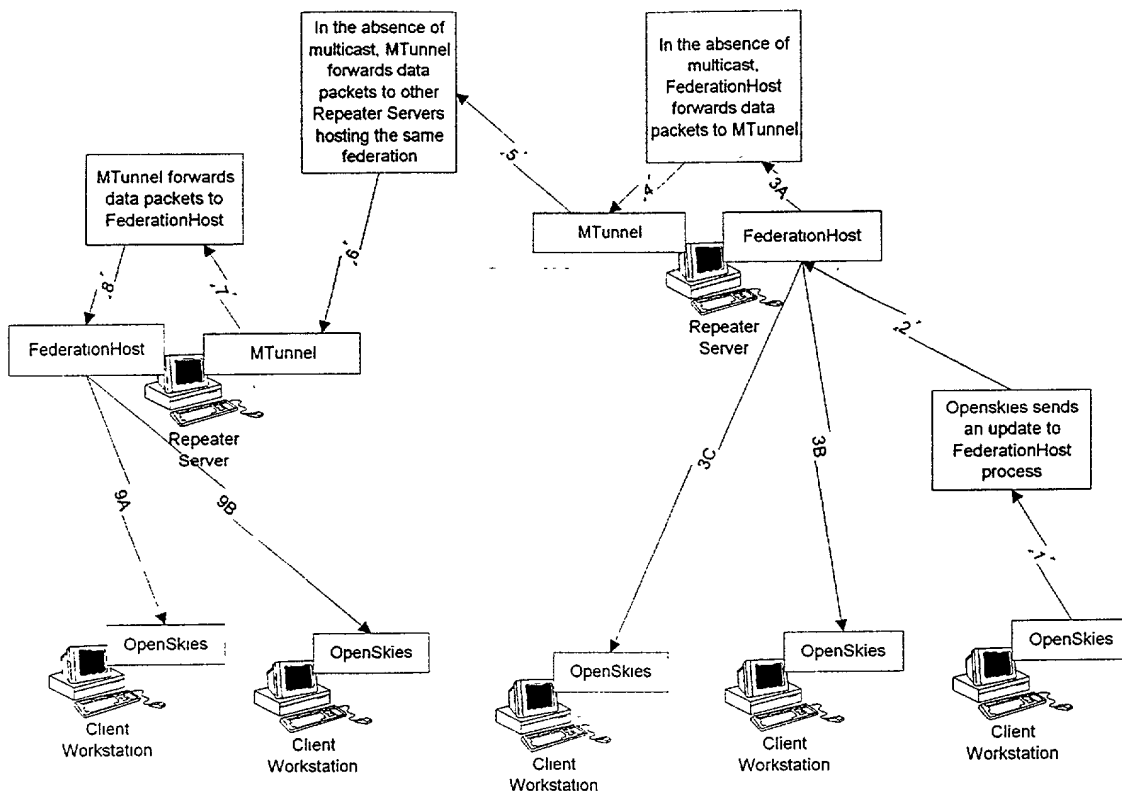 In the absence of
multicast, MTunnel
forwards data
packets to other
Repeater Servers
hosting the same
federation
In the absence of
multicast,
FederationHost
forwards data
packets to MTunnel
MTunnel forwards
data packets to
FederationHost
5
4
3A
MTunnel
FederationHost
Repeater
Server
8
7
6
2
FederationHost
MTunnel
Repeater
Server
Openskies sends
an update to
FederationHost
process
9A
9B
3C
3B
1
OpenSkies
Client
Workstation
OpenSkies
Client
Workstation
OpenSkies
Client
Workstation
OpenSkies
Client
Workstation
OpenSkies
Client
Workstation